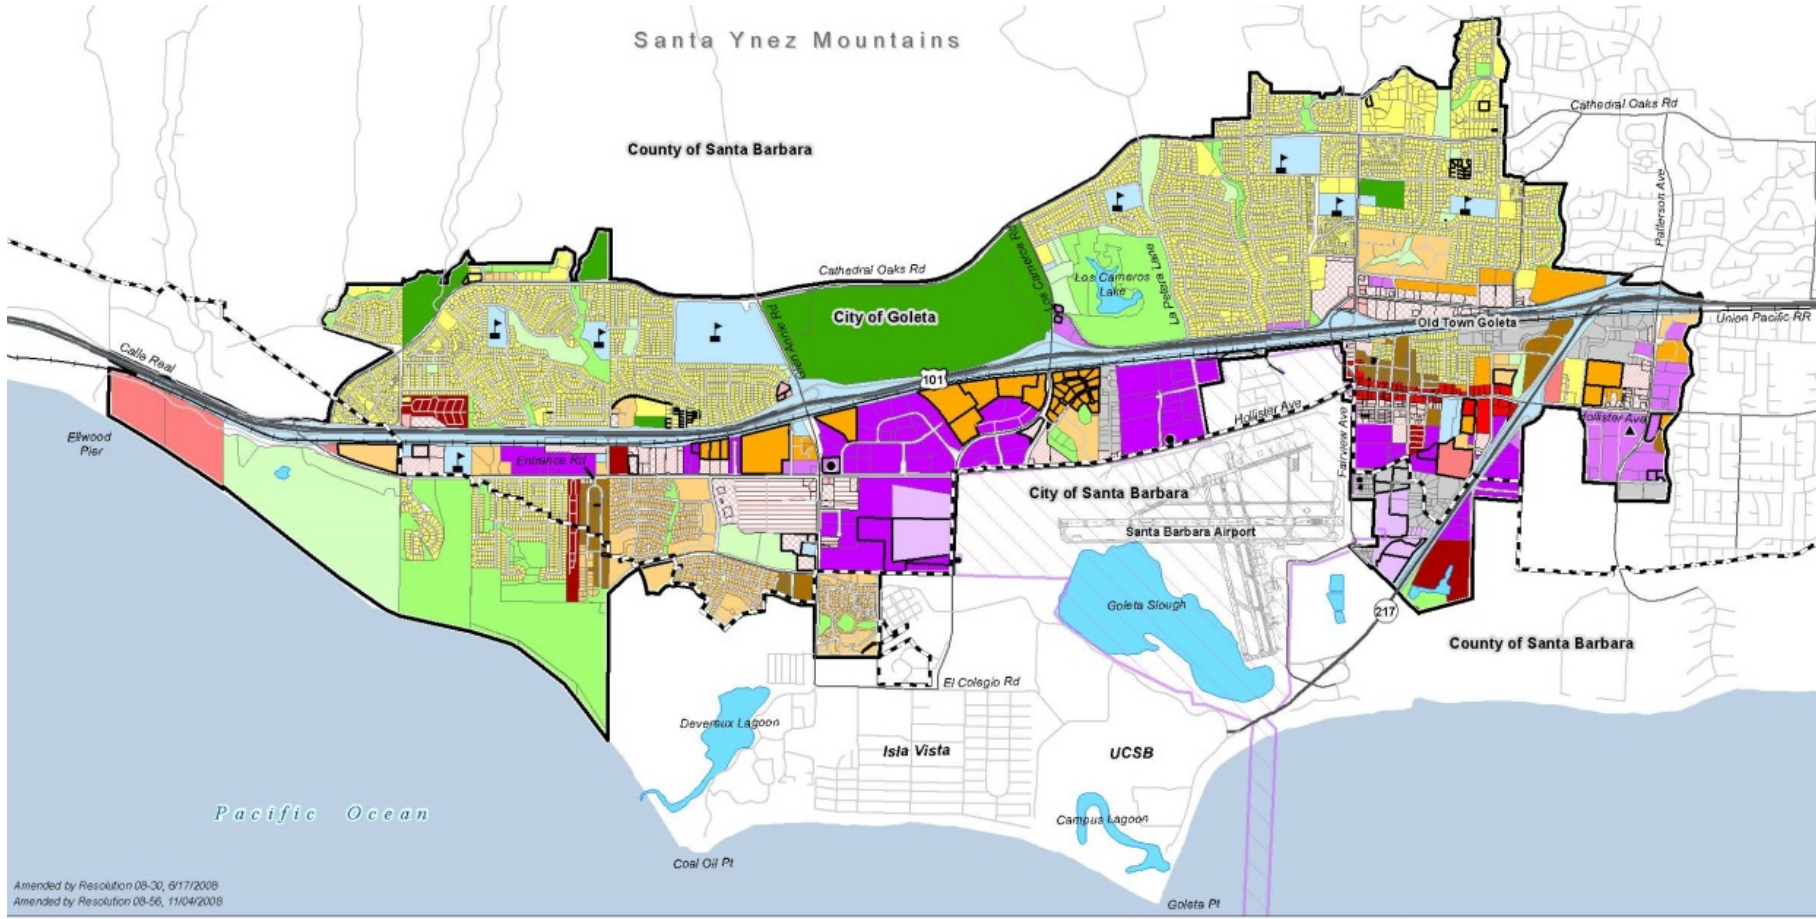 Santa Ynez Mountains
Cathedral Oaks Rd
County of Santa Barbara
Patterson Ave
Los Carneros Rd
La Patera Lane
Cathedral Oaks Rd
Los Carneros
Lake
City of Goleta
Glen Annie Rd
Old Town Goleta
Union Pacific RR
Calle Real
101
Hollister Ave
Hollister Ave
Fairview Ave
Ellwood
Pier
Entrance Rd
City of Santa Barbara
Santa Barbara Airport
Goleta Slough
217
County of Santa Barbara
El Colegio Rd
Devereux Lagoon
Isla Vista
UCSB
Pacific Ocean
Campus Lagoon
Coal Oil Pt
Amended by Resolution 08-30, 6/17/2008
Amended by Resolution 08-56, 11/04/2008
Goleta Pt